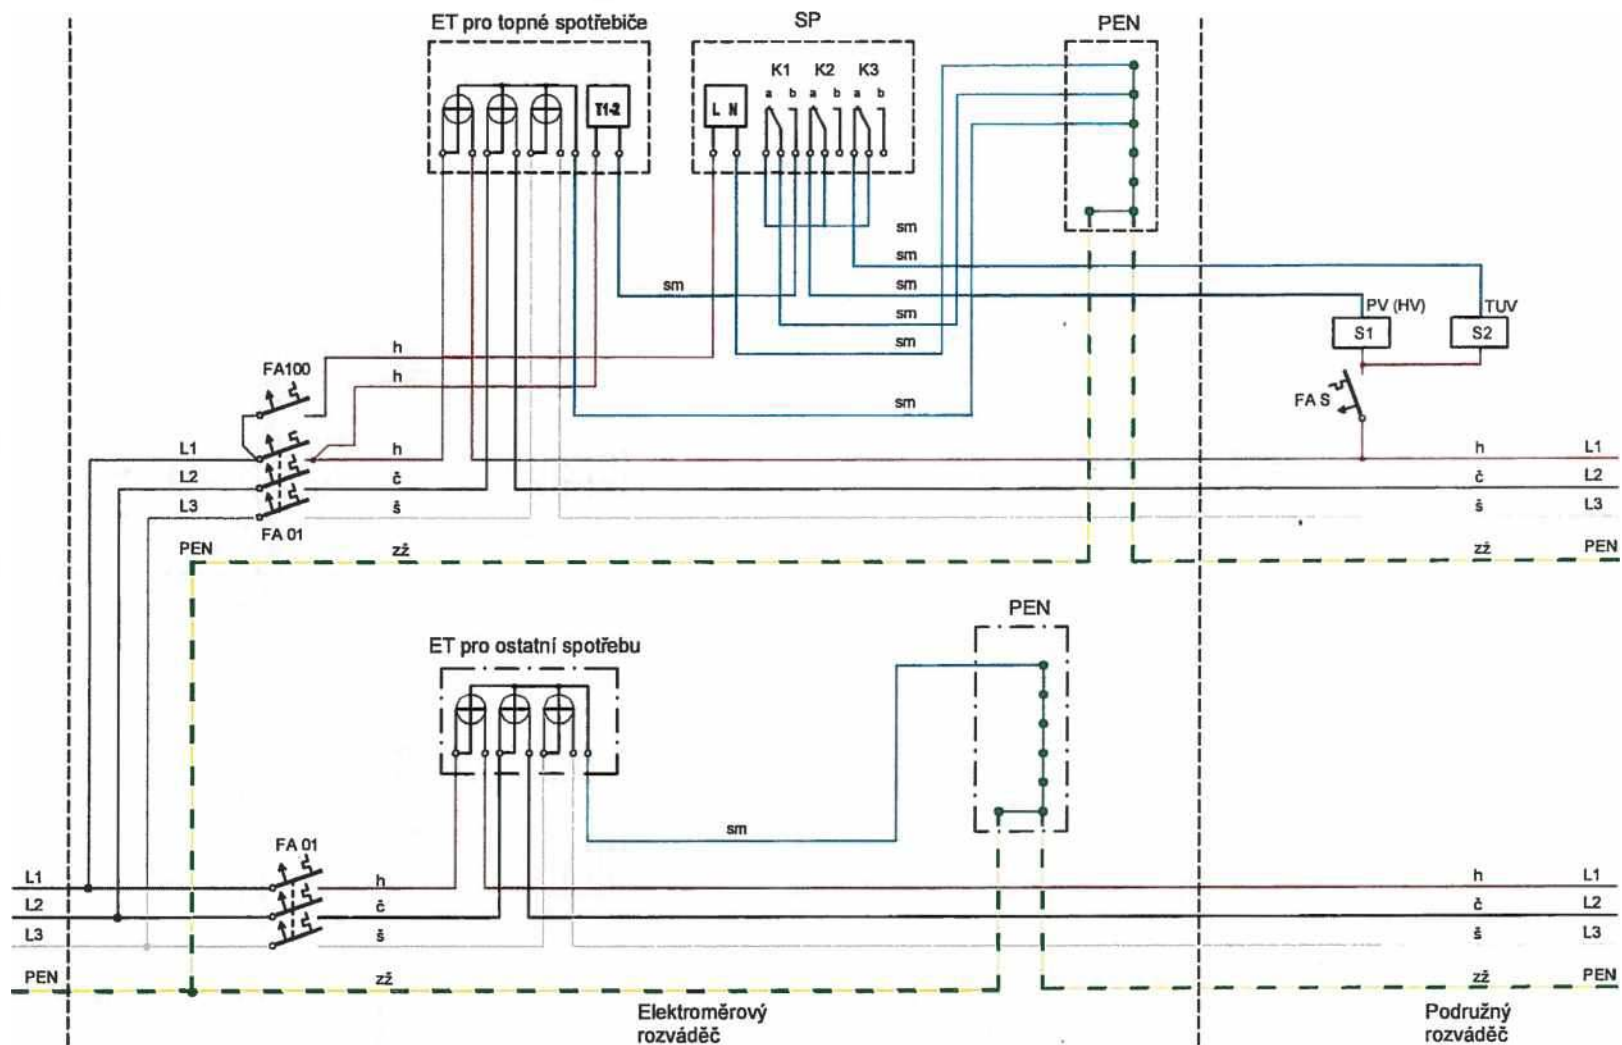 ET pro topné spotřebiče
SP
PEN
K1 K2 K3
a b a b a b
T1-2
L N
sm
sm
sm
sm
sm
sm
sm
PV (HV)
TUV
S1
S2
h
h
FA100
FA S
L1
h
h
L1
L2
č
č
L2
L3
š
š
L3
FA 01
PEN
zž
zž
PEN
PEN
ET pro ostatní spotřebu
sm
FA 01
L1
h
h
L1
L2
č
č
L2
L3
š
š
L3
PEN
zž
zž
PEN
Elektroměrový
rozváděč
Podružný
rozváděč